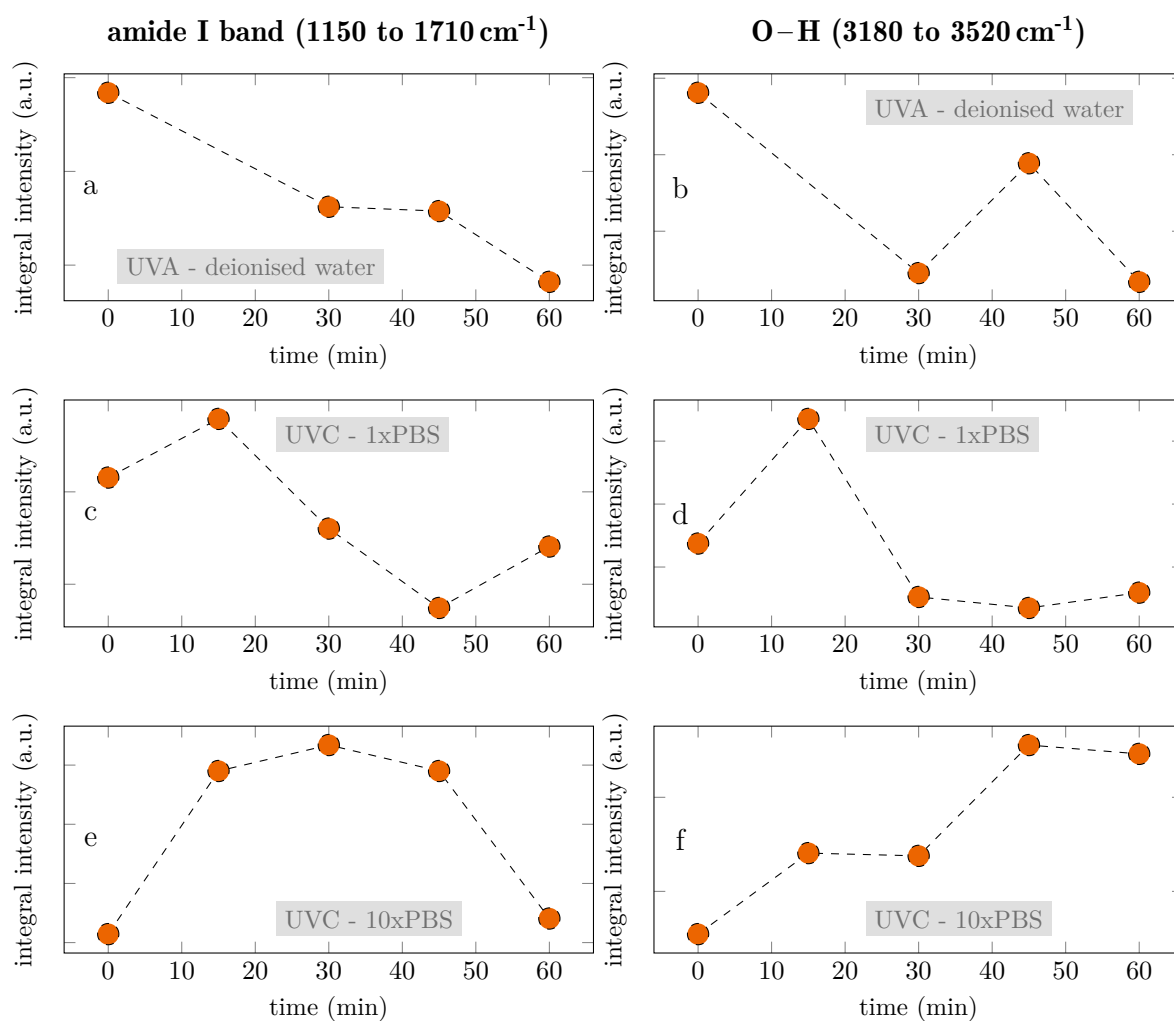 amide I band (1150 to 1710 cm-1)
O–H (3180 to 3520 cm-1)
integral intensity (a.u.)
a
UVA - deionised water
0 10 20 30 40 50 60
time (min)
integral intensity (a.u.)
b
UVA - deionised water
0 10 20 30 40 50 60
time (min)
integral intensity (a.u.)
c
UVC - 1xPBS
0 10 20 30 40 50 60
time (min)
integral intensity (a.u.)
d
UVC - 1xPBS
0 10 20 30 40 50 60
time (min)
integral intensity (a.u.)
e
UVC - 10xPBS
0 10 20 30 40 50 60
time (min)
integral intensity (a.u.)
f
UVC - 10xPBS
0 10 20 30 40 50 60
time (min)